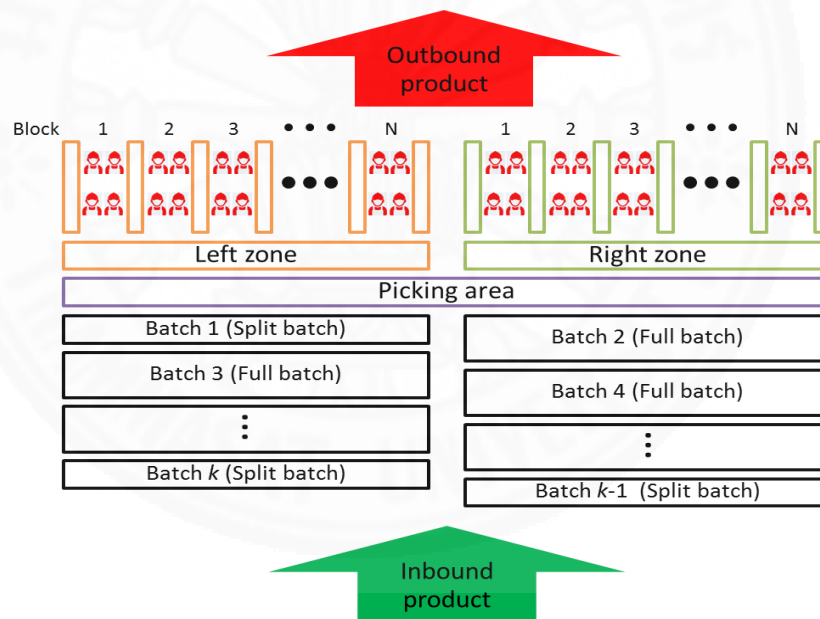 Outbound
product
Block 1 2 3 ••• N 1 2 3 ••• N
••• •••
Left zone Right zone
Picking area
Batch 1 (Split batch) Batch 2 (Full batch)
Batch 3 (Full batch) Batch 4 (Full batch)
⋮ ⋮
Batch k (Split batch) Batch k-1 (Split batch)
Inbound
product